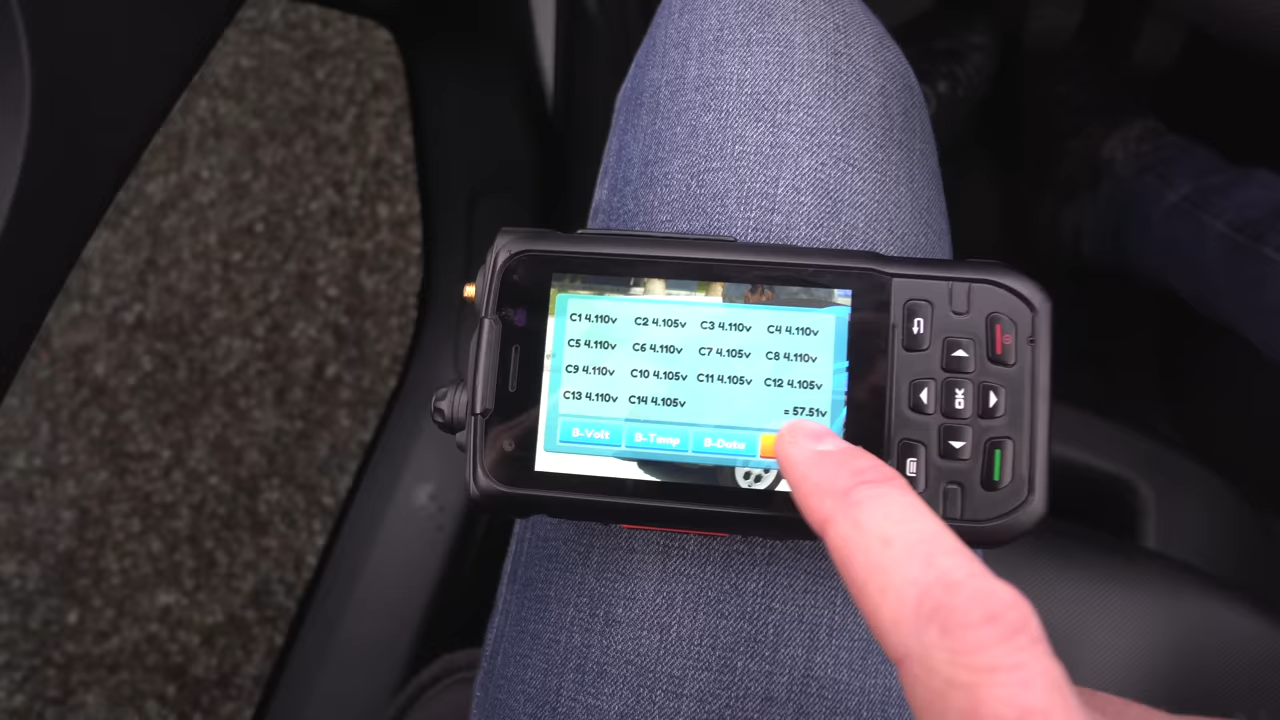 C1 4.110v C2 4.105v C3 4.110v C4 4.110v
C5 4.110v C6 4.110v C7 4.105v C8 4.110v
C9 4.110v C10 4.105v C11 4.105v C12 4.105v
C13 4.110v C14 4.105v
= 57.51v
B-Volt B-Temp B-Data
OK